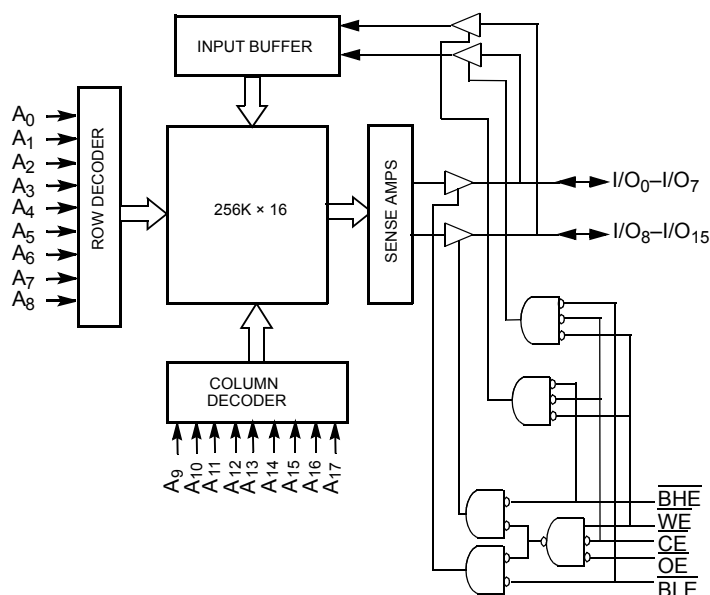 INPUT BUFFER
A0
A1
A2
A3
A4
A5
A6
A7
A8
ROW DECODER
256K × 16
SENSE AMPS
I/O0–I/O7
I/O8–I/O15
COLUMN
DECODER
A9
A10
A11
A12
A13
A14
A15
A16
A17
BHE
WE
CE
OE
BLE